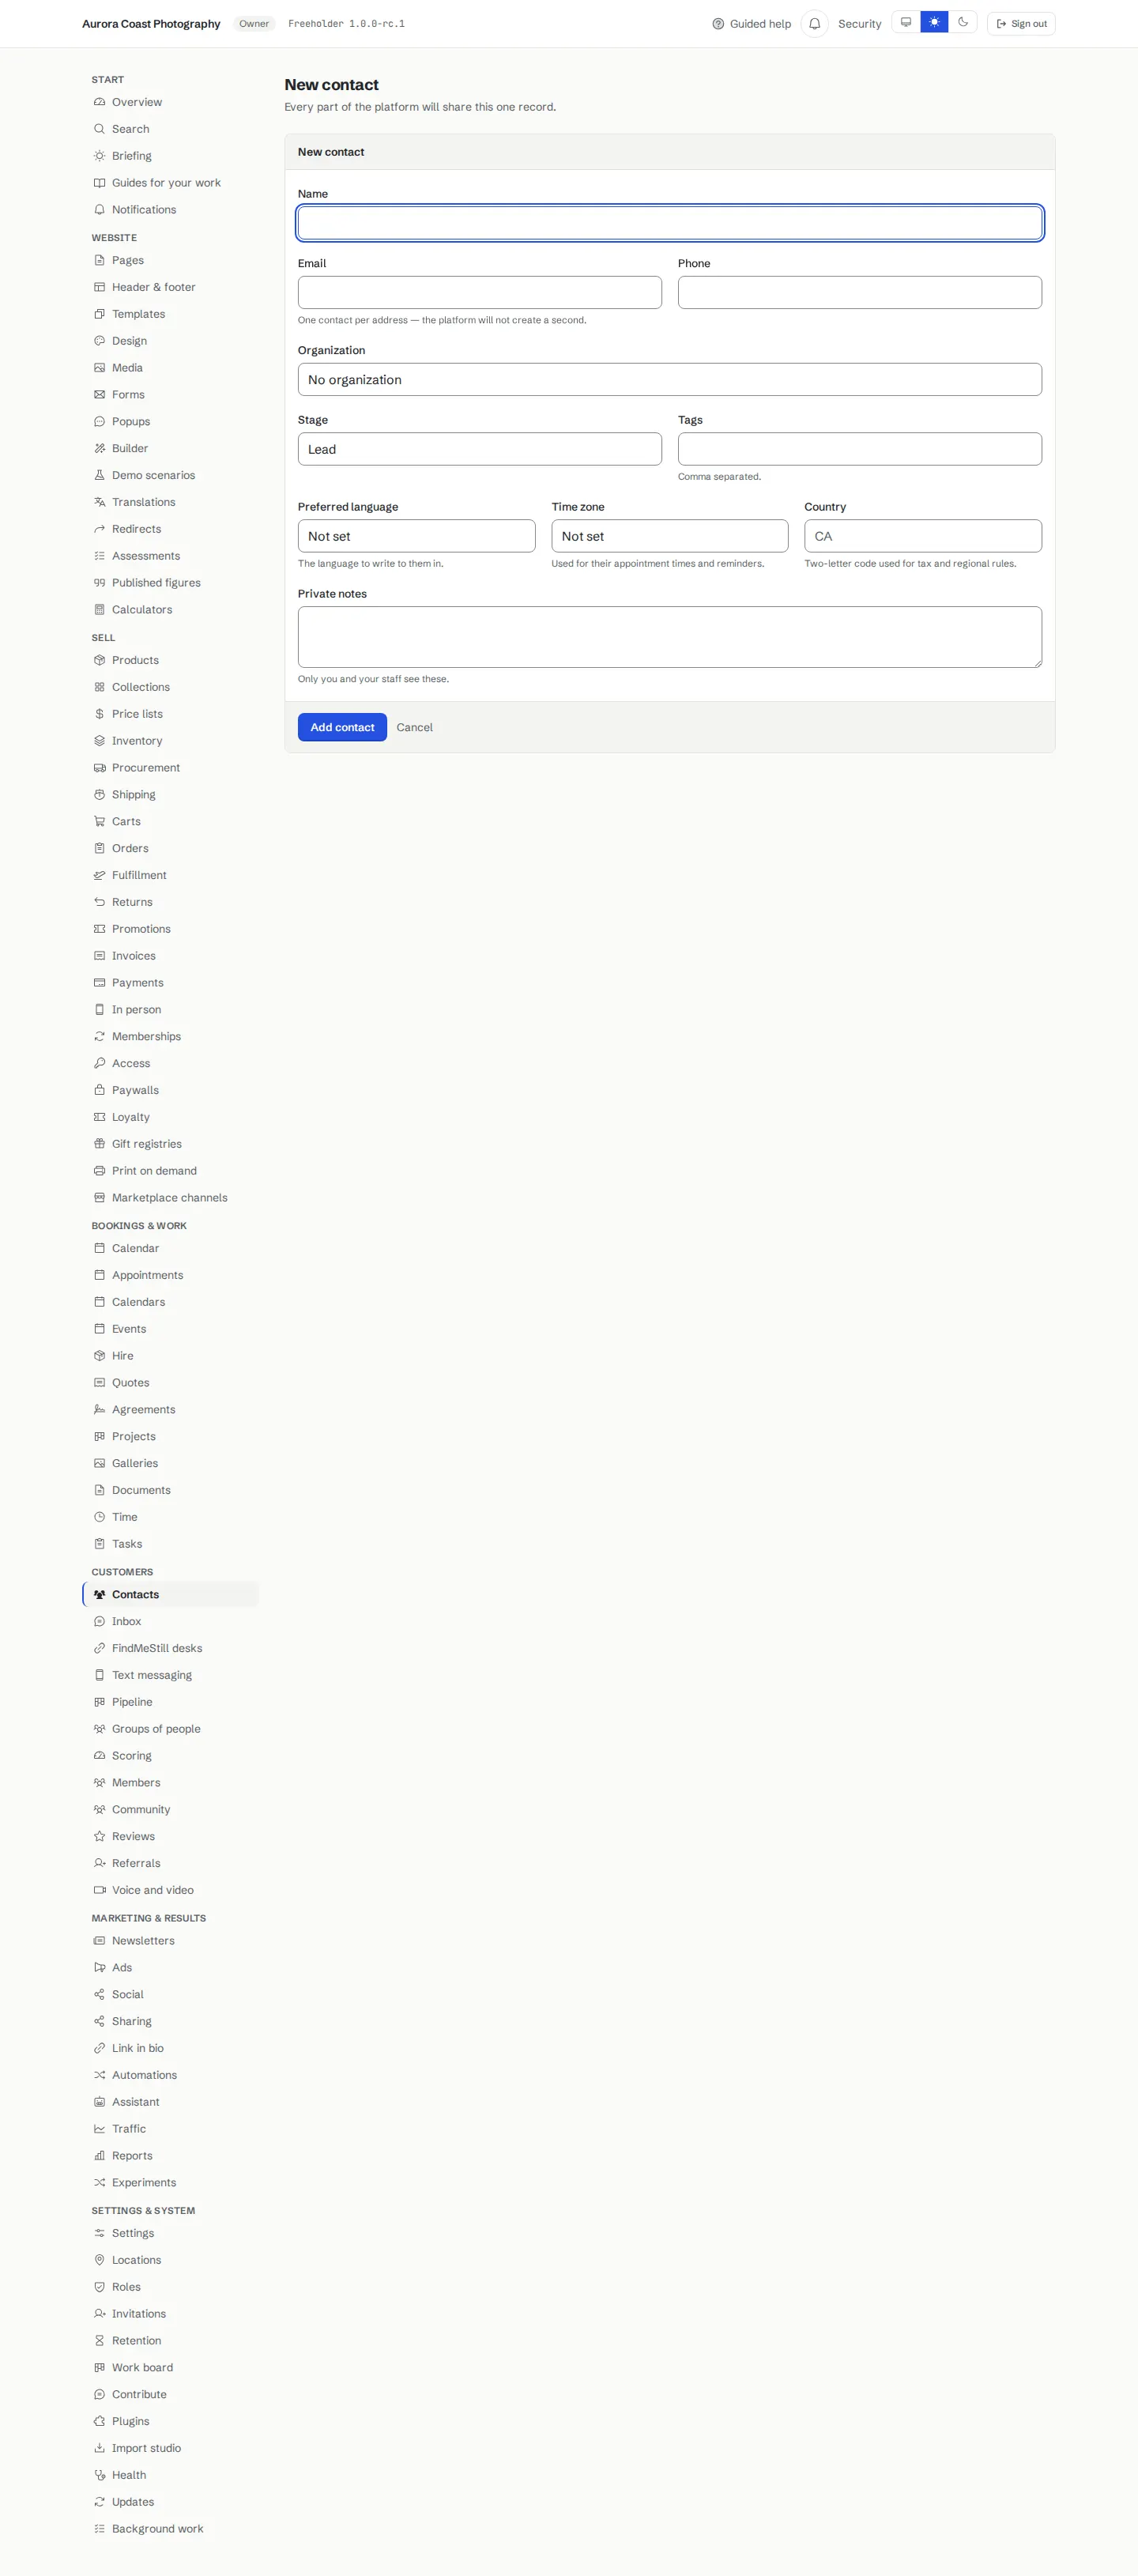 Aurora Coast Photography Owner Freeholder 1.0.0-rc.1 Guided help Security Sign out
START
Overview
Search
Briefing
Guides for your work
Notifications
WEBSITE
Pages
Header & footer
Templates
Design
Media
Forms
Popups
Builder
Demo scenarios
Translations
Redirects
Assessments
Published figures
Calculators
SELL
Products
Collections
Price lists
Inventory
Procurement
Shipping
Carts
Orders
Fulfillment
Returns
Promotions
Invoices
Payments
In person
Memberships
Access
Paywalls
Loyalty
Gift registries
Print on demand
Marketplace channels
BOOKINGS & WORK
Calendar
Appointments
Calendars
Events
Hire
Quotes
Agreements
Projects
Galleries
Documents
Time
Tasks
CUSTOMERS
Contacts
Inbox
FindMeStill desks
Text messaging
Pipeline
Groups of people
Scoring
Members
Community
Reviews
Referrals
Voice and video
MARKETING & RESULTS
Newsletters
Ads
Social
Sharing
Link in bio
Automations
Assistant
Traffic
Reports
Experiments
SETTINGS & SYSTEM
Settings
Locations
Roles
Invitations
Retention
Work board
Contribute
Plugins
Import studio
Health
Updates
Background work
New contact
Every part of the platform will share this one record.
New contact
Name
Email Phone
One contact per address — the platform will not create a second.
Organization
No organization
Stage Tags
Lead
Comma separated.
Preferred language Time zone Country
Not set Not set CA
The language to write to them in. Used for their appointment times and reminders. Two-letter code used for tax and regional rules.
Private notes
Only you and your staff see these.
Add contact Cancel